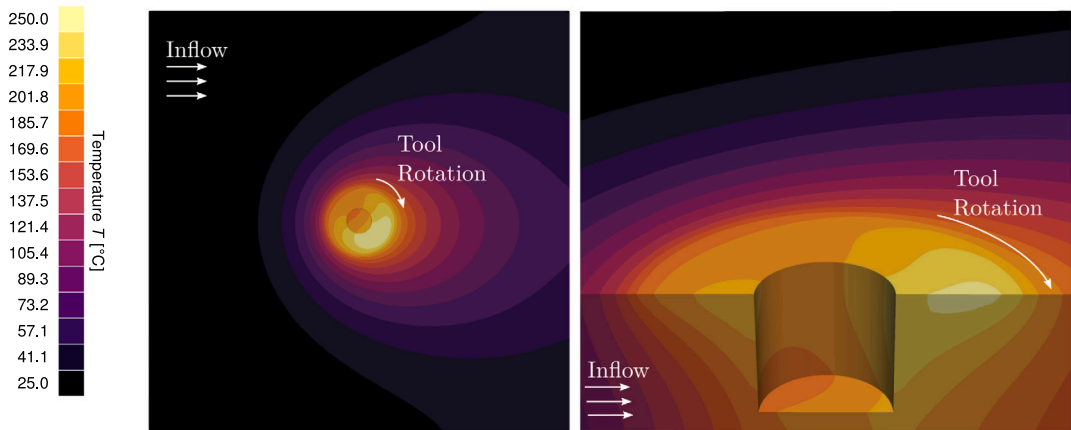 250.0
233.9
217.9
201.8
185.7
169.6
153.6
137.5
121.4
105.4
89.3
73.2
57.1
41.1
25.0
Temperature T [°C]
Inflow
Tool
Rotation
Tool
Rotation
Inflow